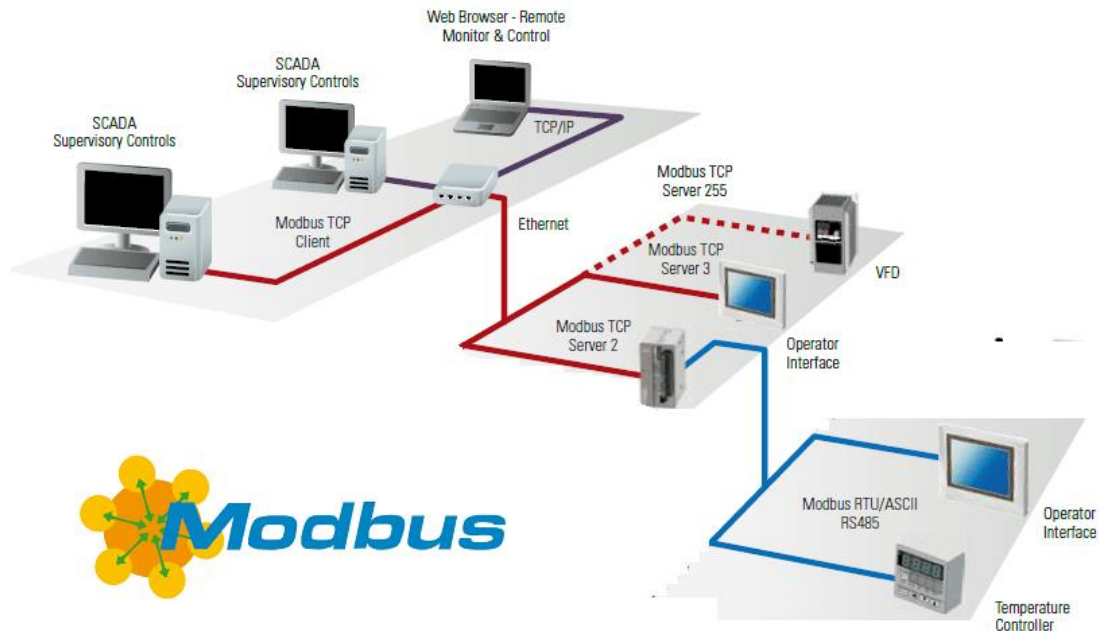 Web Browser - Remote
Monitor & Control
SCADA
Supervisory Controls
SCADA
Supervisory Controls
TCP/IP
Modbus TCP
Client
Ethernet
Modbus TCP
Server 255
Modbus TCP
Server 3
VFD
Modbus TCP
Server 2
Operator
Interface
Modbus RTU/ASCII
RS485
Operator
Interface
Temperature
Controller
Modbus